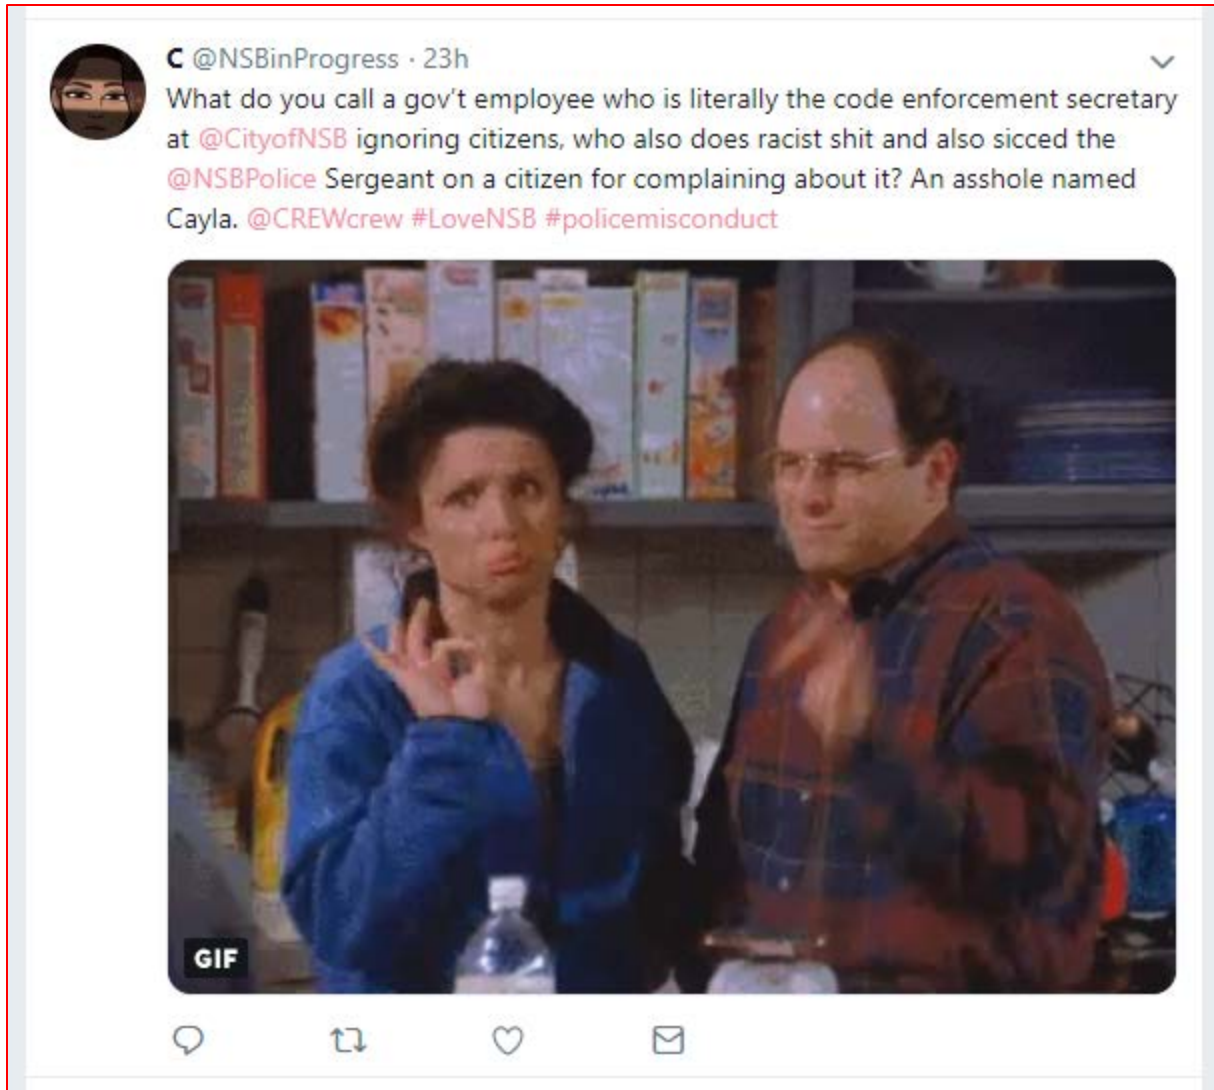 C @NSBinProgress · 23h
What do you call a gov't employee who is literally the code enforcement secretary
at @CityofNSB ignoring citizens, who also does racist shit and also sicced the
@NSBPolice Sergeant on a citizen for complaining about it? An asshole named
Cayla. @CREWcrew #LoveNSB #policemisconduct
GIF